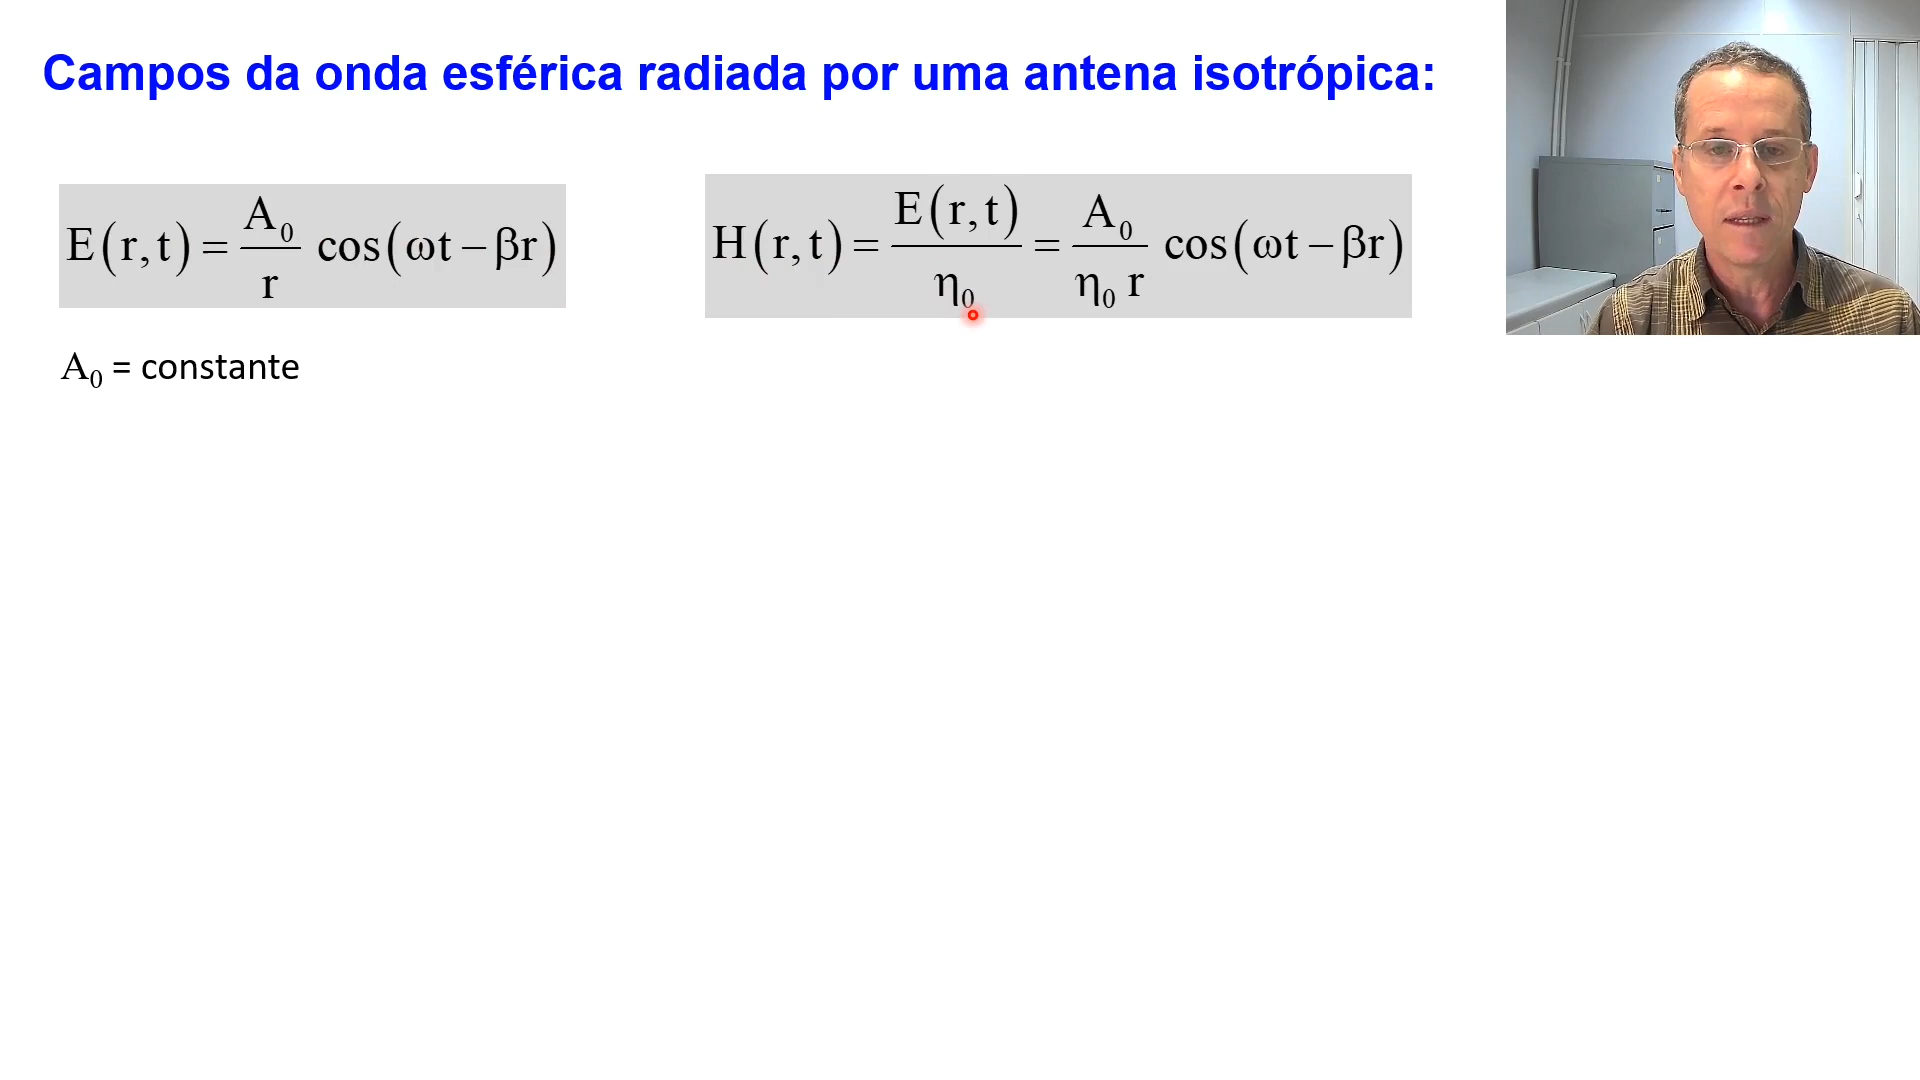 Campos da onda esférica radiada por uma antena isotrópica:
E(r,t) = A₀/r cos(ωt − βr)
H(r,t) = E(r,t)/η₀ = A₀/(η₀ r) cos(ωt − βr)
A₀ = constante